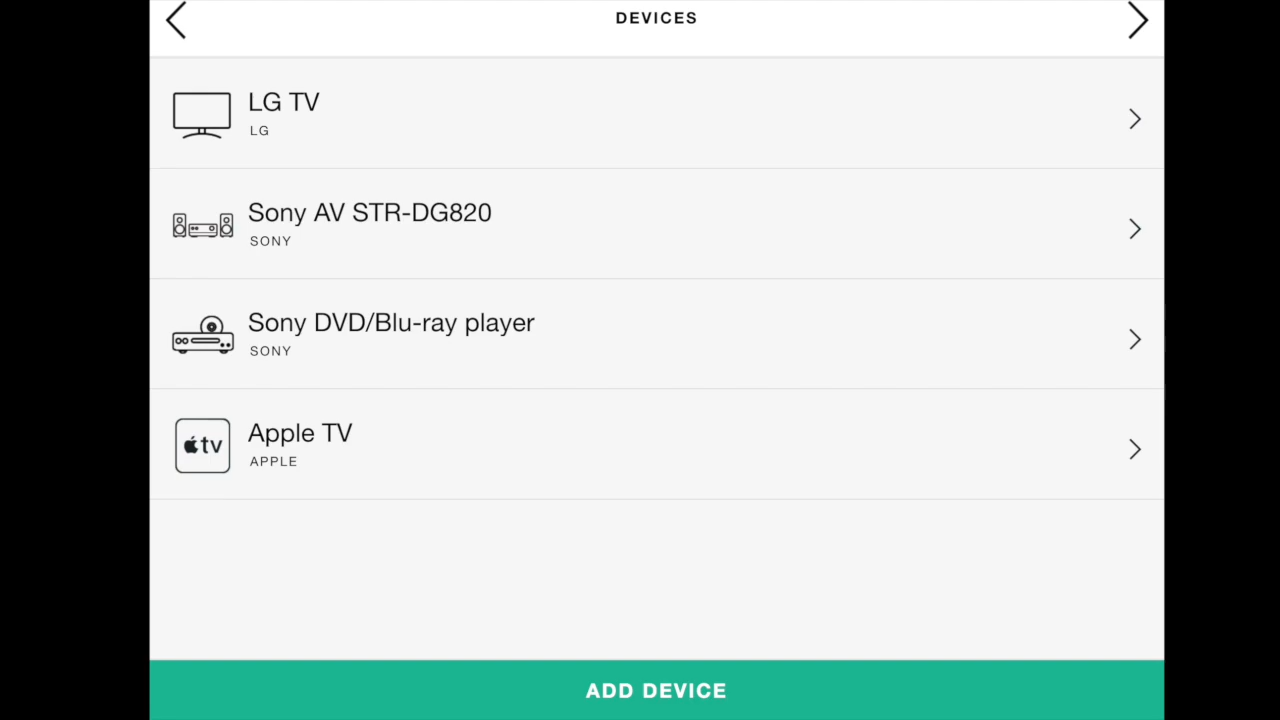 DEVICES
LG TV
LG
Sony AV STR-DG820
SONY
Sony DVD/Blu-ray player
SONY
tv
Apple TV
APPLE
ADD DEVICE